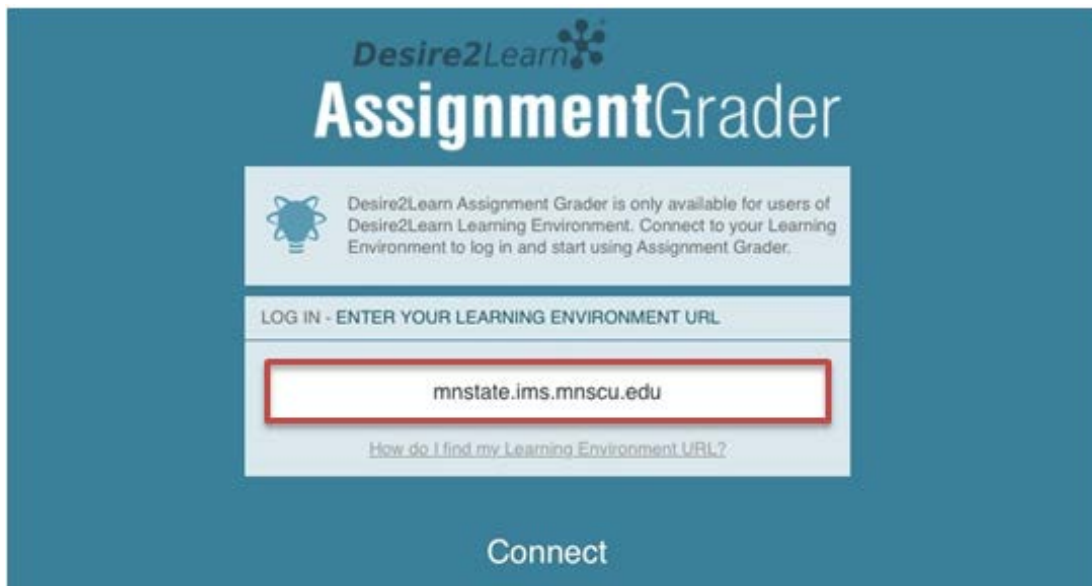 Desire2Learn
AssignmentGrader
Desire2Learn Assignment Grader is only available for users of
Desire2Learn Learning Environment. Connect to your Learning
Environment to log in and start using Assignment Grader.
LOG IN - ENTER YOUR LEARNING ENVIRONMENT URL
mnstate.ims.mnscu.edu
How do I find my Learning Environment URL?
Connect